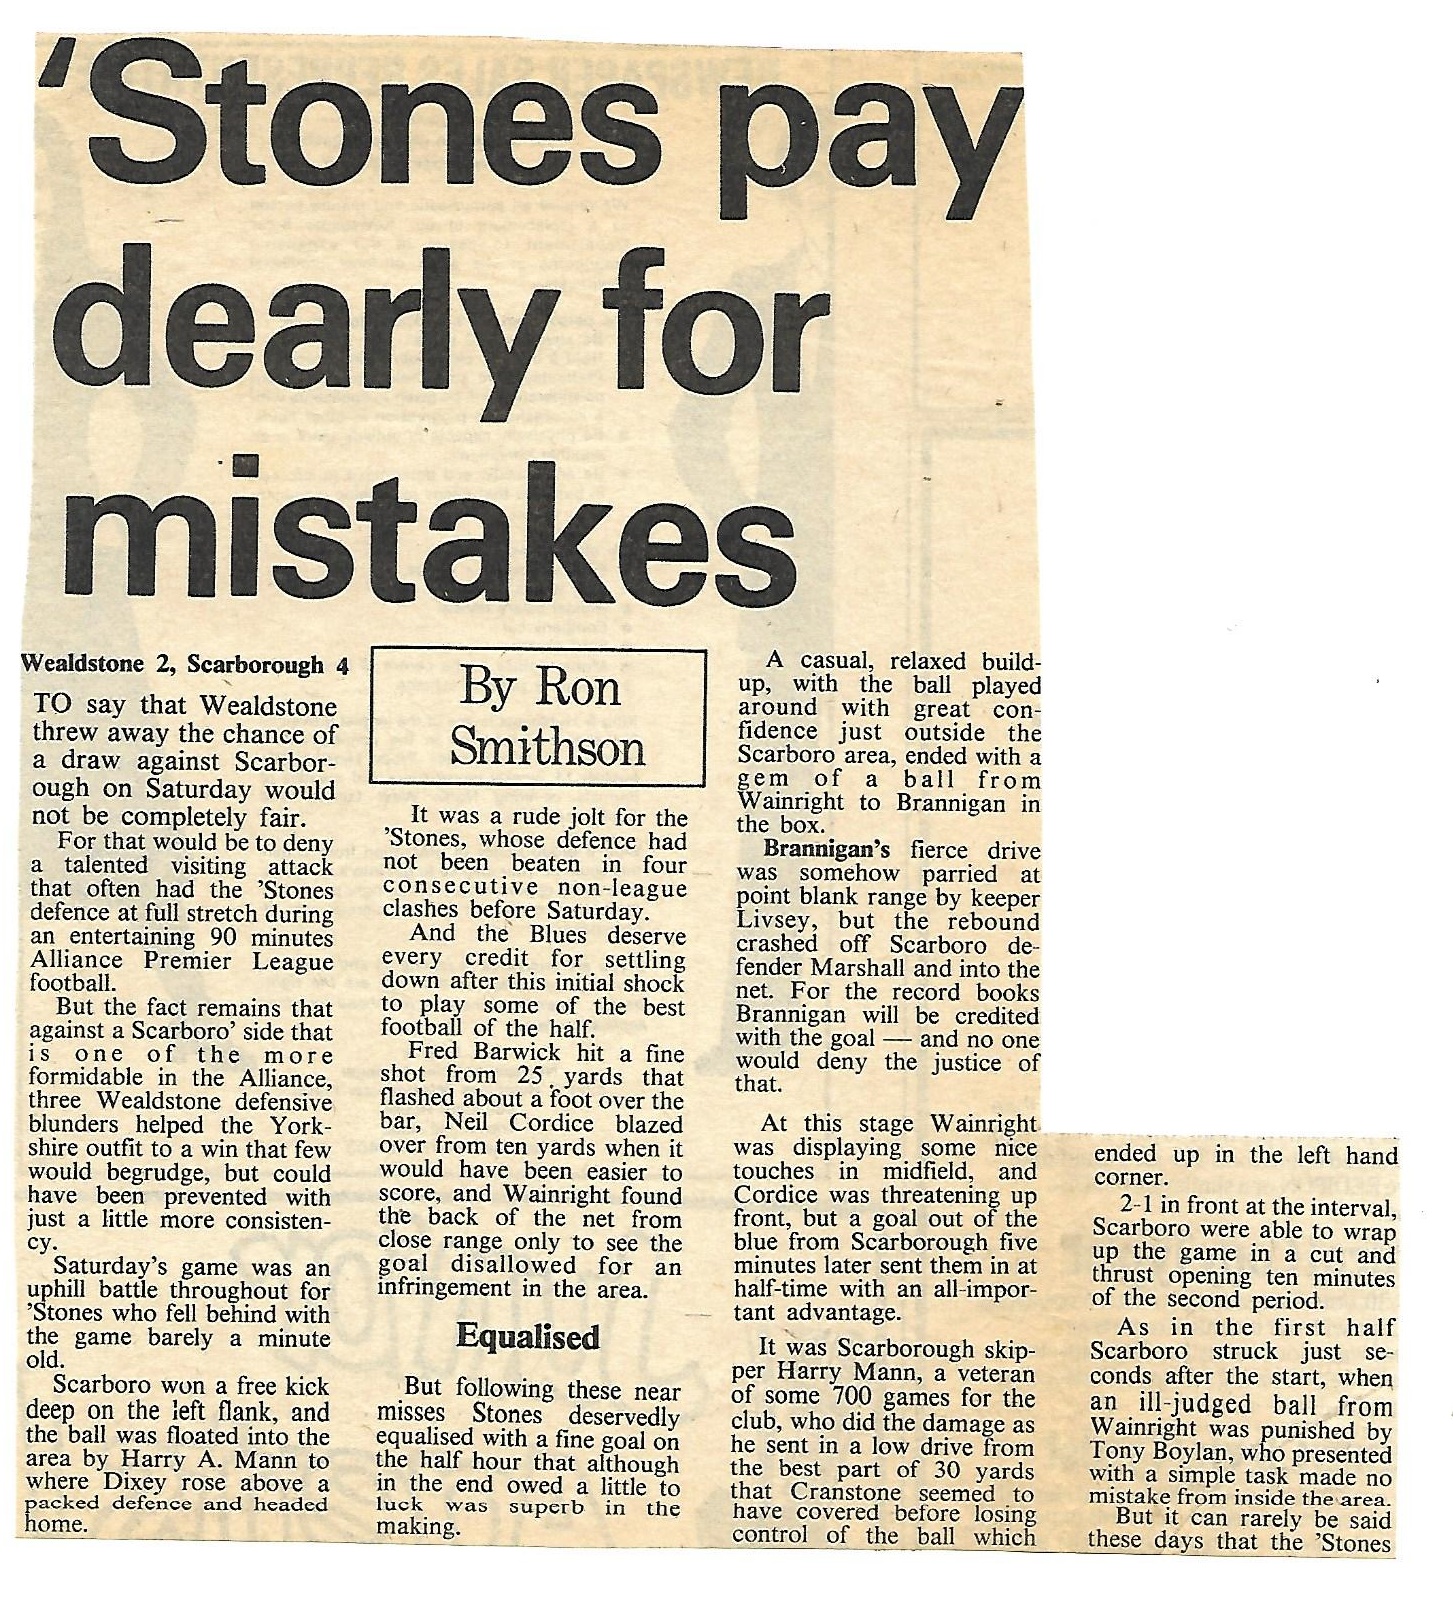 'Stones pay
dearly for
mistakes
Wealdstone 2, Scarborough 4
TO say that Wealdstone
threw away the chance of
a draw against Scarbor-
ough on Saturday would
not be completely fair.
For that would be to deny
a talented visiting attack
that often had the 'Stones
defence at full stretch during
an entertaining 90 minutes
Alliance Premier League
football.
But the fact remains that
against a Scarboro' side that
is one of the more
formidable in the Alliance,
three Wealdstone defensive
blunders helped the York-
shire outfit to a win that few
would begrudge, but could
have been prevented with
just a little more consisten-
cy.
Saturday's game was an
uphill battle throughout for
'Stones who fell behind with
the game barely a minute
old.
Scarboro won a free kick
deep on the left flank, and
the ball was floated into the
area by Harry A. Mann to
where Dixey rose above a
packed defence and headed
home.
By Ron
Smithson
It was a rude jolt for the
'Stones, whose defence had
not been beaten in four
consecutive non-league
clashes before Saturday.
And the Blues deserve
every credit for settling
down after this initial shock
to play some of the best
football of the half.
Fred Barwick hit a fine
shot from 25 yards that
flashed about a foot over the
bar, Neil Cordice blazed
over from ten yards when it
would have been easier to
score, and Wainright found
the back of the net from
close range only to see the
goal disallowed for an
infringement in the area.
Equalised
But following these near
misses Stones deservedly
equalised with a fine goal on
the half hour that although
in the end owed a little to
luck was superb in the
making.
A casual, relaxed build-
up, with the ball played
around with great con-
fidence just outside the
Scarboro area, ended with a
gem of a ball from
Wainright to Brannigan in
the box.
Brannigan's fierce drive
was somehow parried at
point blank range by keeper
Livsey, but the rebound
crashed off Scarboro de-
fender Marshall and into the
net. For the record books
Brannigan will be credited
with the goal — and no one
would deny the justice of
that.
At this stage Wainright
was displaying some nice
touches in midfield, and
Cordice was threatening up
front, but a goal out of the
blue from Scarborough five
minutes later sent them in at
half-time with an all-impor-
tant advantage.
It was Scarborough skip-
per Harry Mann, a veteran
of some 700 games for the
club, who did the damage as
he sent in a low drive from
the best part of 30 yards
that Cranstone seemed to
have covered before losing
control of the ball which
ended up in the left hand
corner.
2-1 in front at the interval,
Scarboro were able to wrap
up the game in a cut and
thrust opening ten minutes
of the second period.
As in the first half
Scarboro struck just se-
conds after the start, when
an ill-judged ball from
Wainright was punished by
Tony Boylan, who presented
with a simple task made no
mistake from inside the area.
But it can rarely be said
these days that the 'Stones